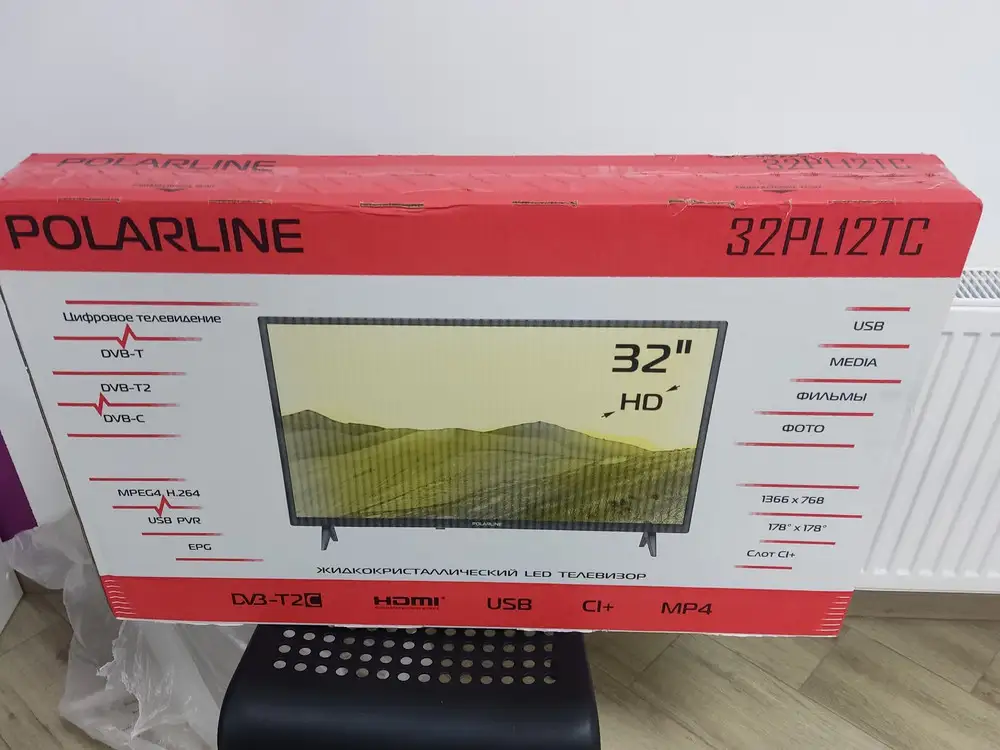 POLARLINE
32PL12TC
POLARLINE
32PL12TC
Цифровое телевидение
DVB-T
DVB-T2
DVB-C
MPEG4, H.264
USB PVR
EPG
32"
HD
POLARLINE
USB
MEDIA
ФИЛЬМЫ
ФОТО
1366 x 768
178° x 178°
Слот CI+
ЖИДКОКРИСТАЛЛИЧЕСКИЙ LED ТЕЛЕВИЗОР
DVB-T2C
HDMI
USB
CI+
MP4